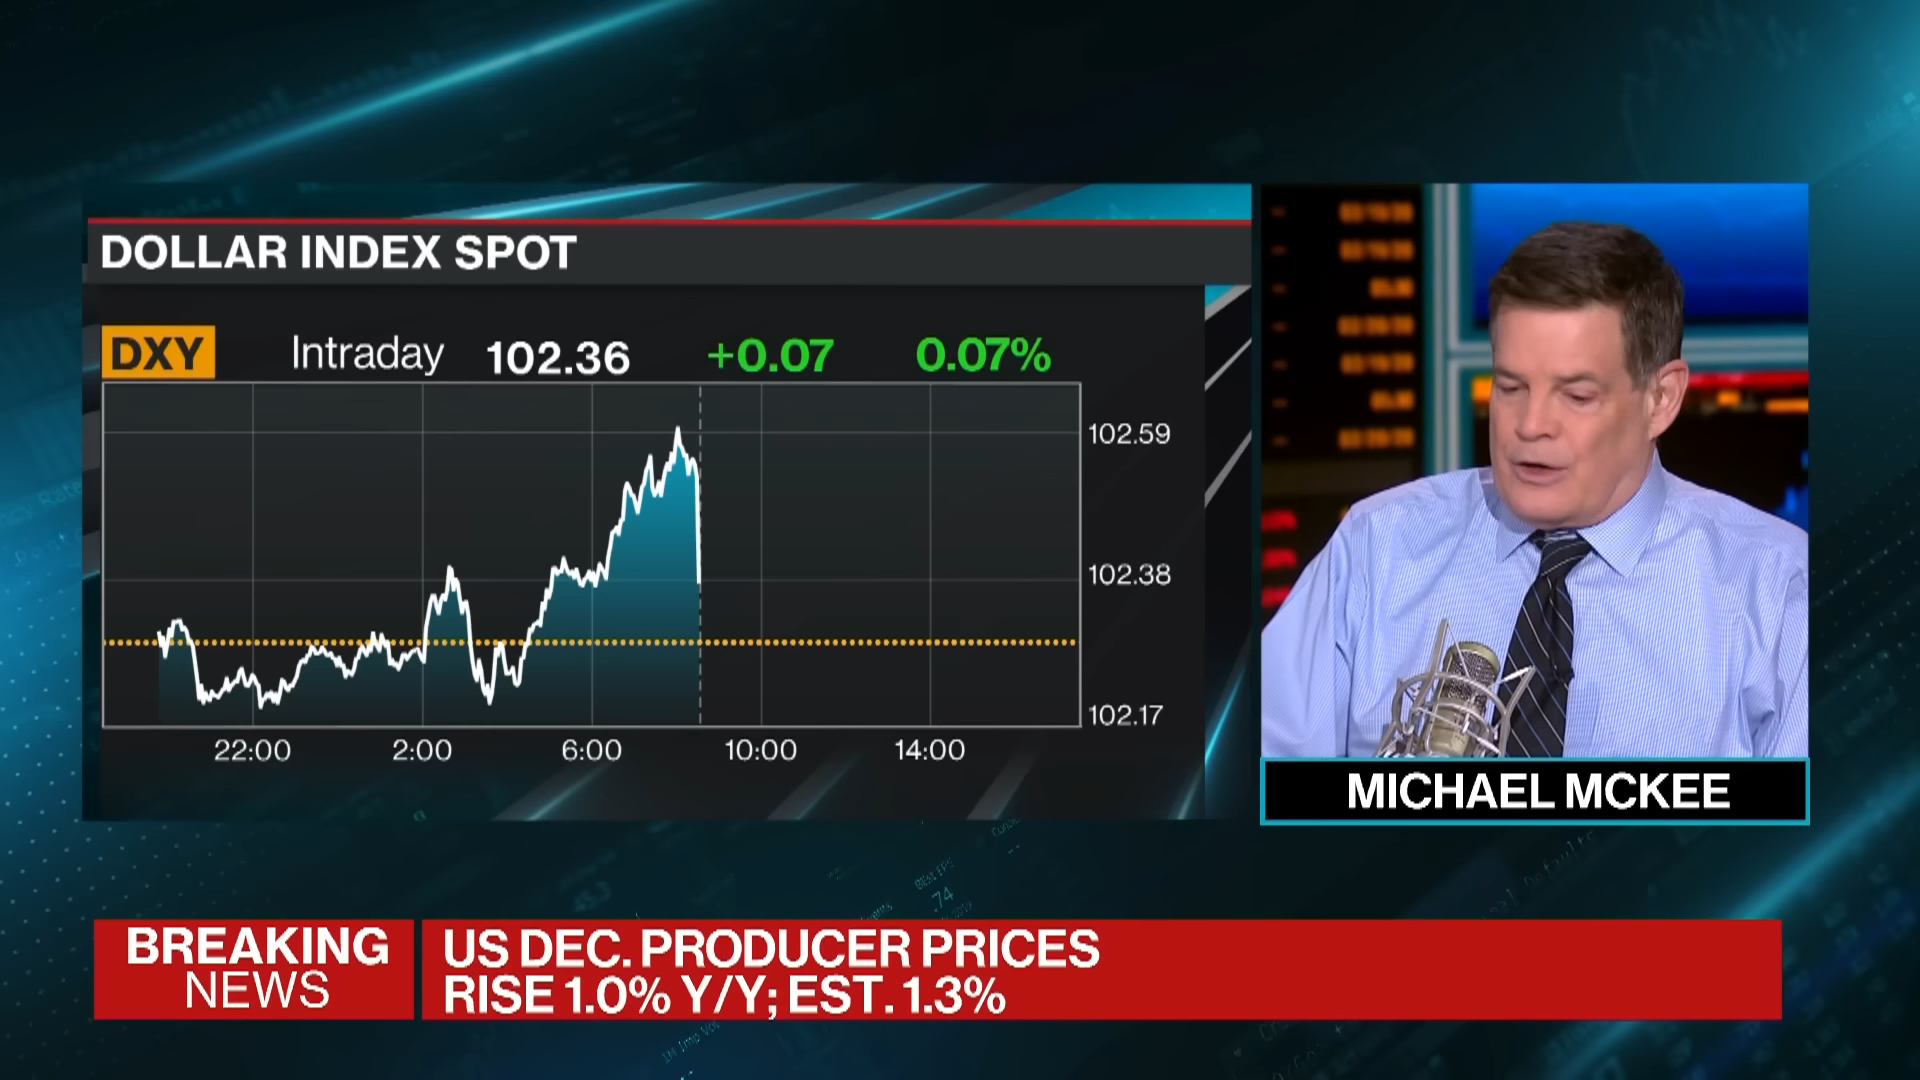 DOLLAR INDEX SPOT
DXY Intraday 102.36 +0.07 0.07%
102.59
102.38
102.17
22:00 2:00 6:00 10:00 14:00
MICHAEL MCKEE
BREAKING
NEWS
US DEC. PRODUCER PRICES
RISE 1.0% Y/Y; EST. 1.3%